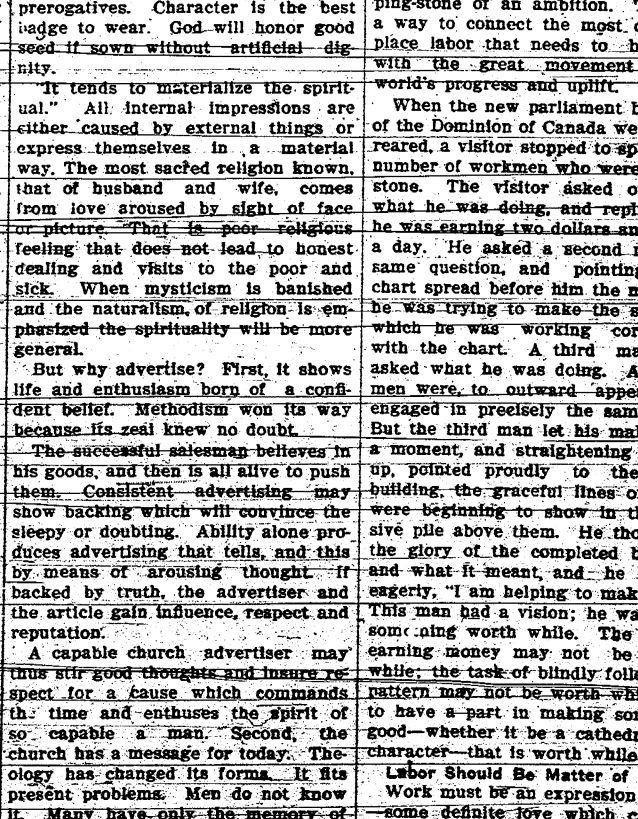 prerogatives. Character is the best
badge to wear. God will honor good
seed if sown without artificial dig-
nity.
"It tends to materialize the spirit-
ual." All internal impressions are
either caused by external things or
express themselves in a material
way. The most sacred religion known,
that of husband and wife, comes
from love aroused by sight of face
or picture. That is poor religious
feeling that does not lead to honest
dealing and visits to the poor and
sick. When mysticism is banished
and the naturalism of religion is em-
phasized the spirituality will be more
general.
But why advertise? First, it shows
life and enthusiasm born of a confi-
dent belief. Methodism won its way
because its zeal knew no doubt.
The successful salesman believes in
his goods, and then is all alive to push
them. Consistent advertising may
show backing which will convince the
sleepy or doubting. Ability alone pro-
duces advertising that tells, and this
by means of arousing thought. If
backed by truth, the advertiser and
the article gain influence, respect and
reputation.
A capable church advertiser may
thus stir good thoughts and insure re-
spect for a cause which commands
the time and enthuses the spirit of
so capable a man. Second, the
church has a message for today. The-
ology has changed its forms. It fits
present problems. Men do not know
it. Many have only the memory of
ping-stone of an ambition.
a way to connect the most
place labor that needs to
with the great movement
world's progress and uplift.
When the new parliament
of the Dominion of Canada
reared, a visitor stopped to
number of workmen who were
stone. The visitor asked
what he was doing, and
he was earning two dollars
a day. He asked a second
same question, and pointing
chart spread before him the
he was trying to make the
which he was working
with the chart. A third
asked what he was doing.
men were, to outward
engaged in precisely the
But the third man let his
a moment, and straightening
up, pointed proudly to the
building, the graceful lines
were beginning to show in
sive pile above them. He
the glory of the completed
and what it meant, and he
eagerly, "I am helping to
This man had a vision; he
worth while. The
earning money may not be
while; the task of blindly
pattern may not be worth
to have a part in making
good—whether it be a
character—that is worth while
Labor Should Be Matter of
Work must be an expression
—some definite love which